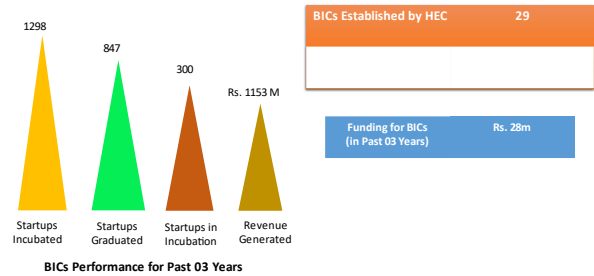 1298
847
300
Rs. 1153 M
Startups
Incubated
Startups
Graduated
Startups in
Incubation
Revenue
Generated
BICs Performance for Past 03 Years
BICs Established by HEC 29
Funding for BICs Rs. 28m
(in Past 03 Years)